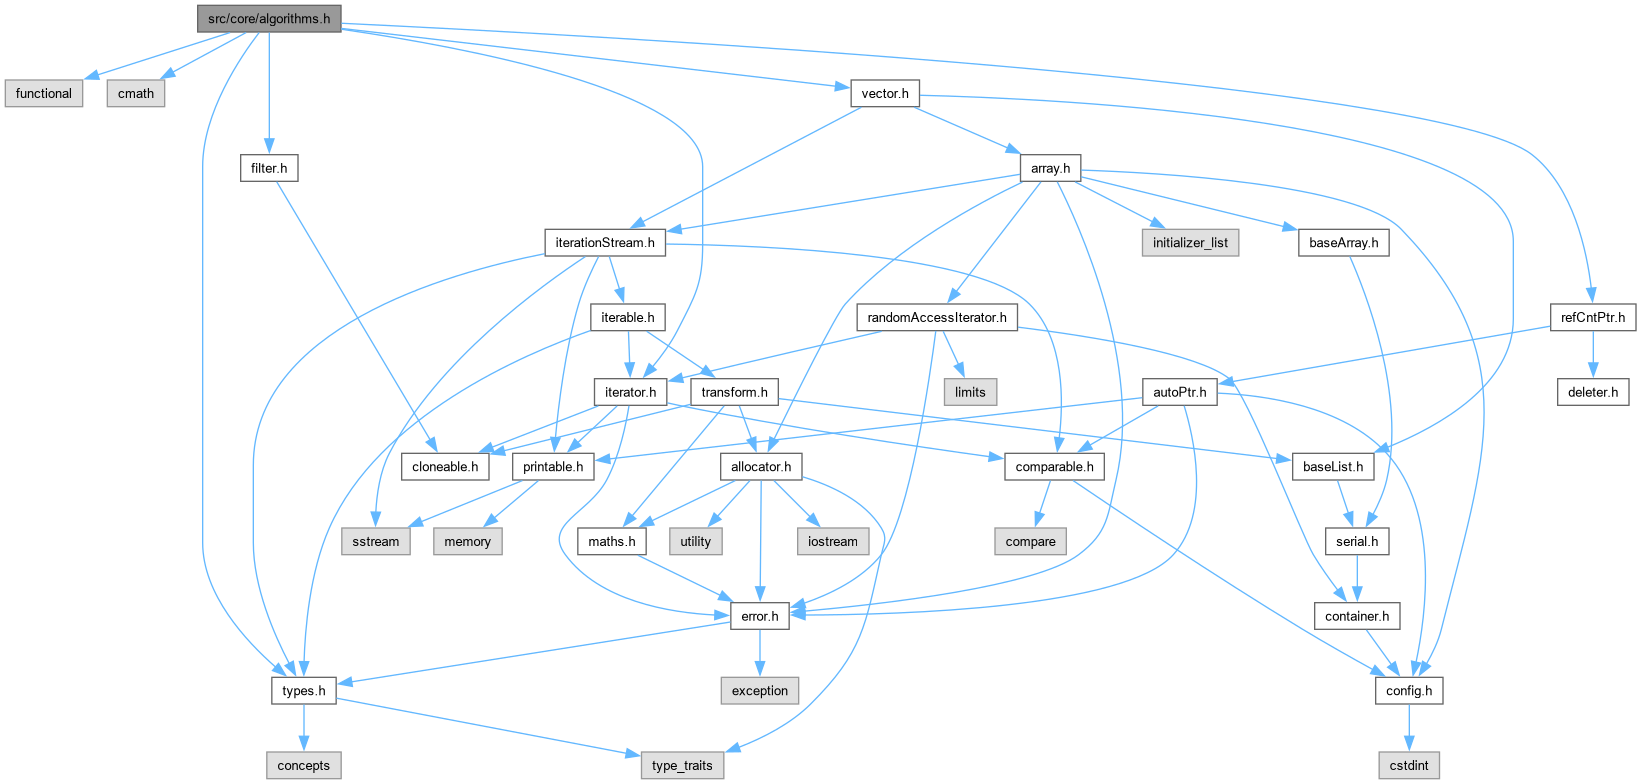 src/core/algorithms.h
functional
cmath
vector.h
filter.h
array.h
iterationStream.h
initializer_list
baseArray.h
iterable.h
randomAccessIterator.h
refCntPtr.h
iterator.h
transform.h
limits
autoPtr.h
deleter.h
cloneable.h
printable.h
allocator.h
comparable.h
baseList.h
sstream
memory
maths.h
utility
iostream
compare
serial.h
error.h
container.h
types.h
exception
config.h
concepts
type_traits
cstdint